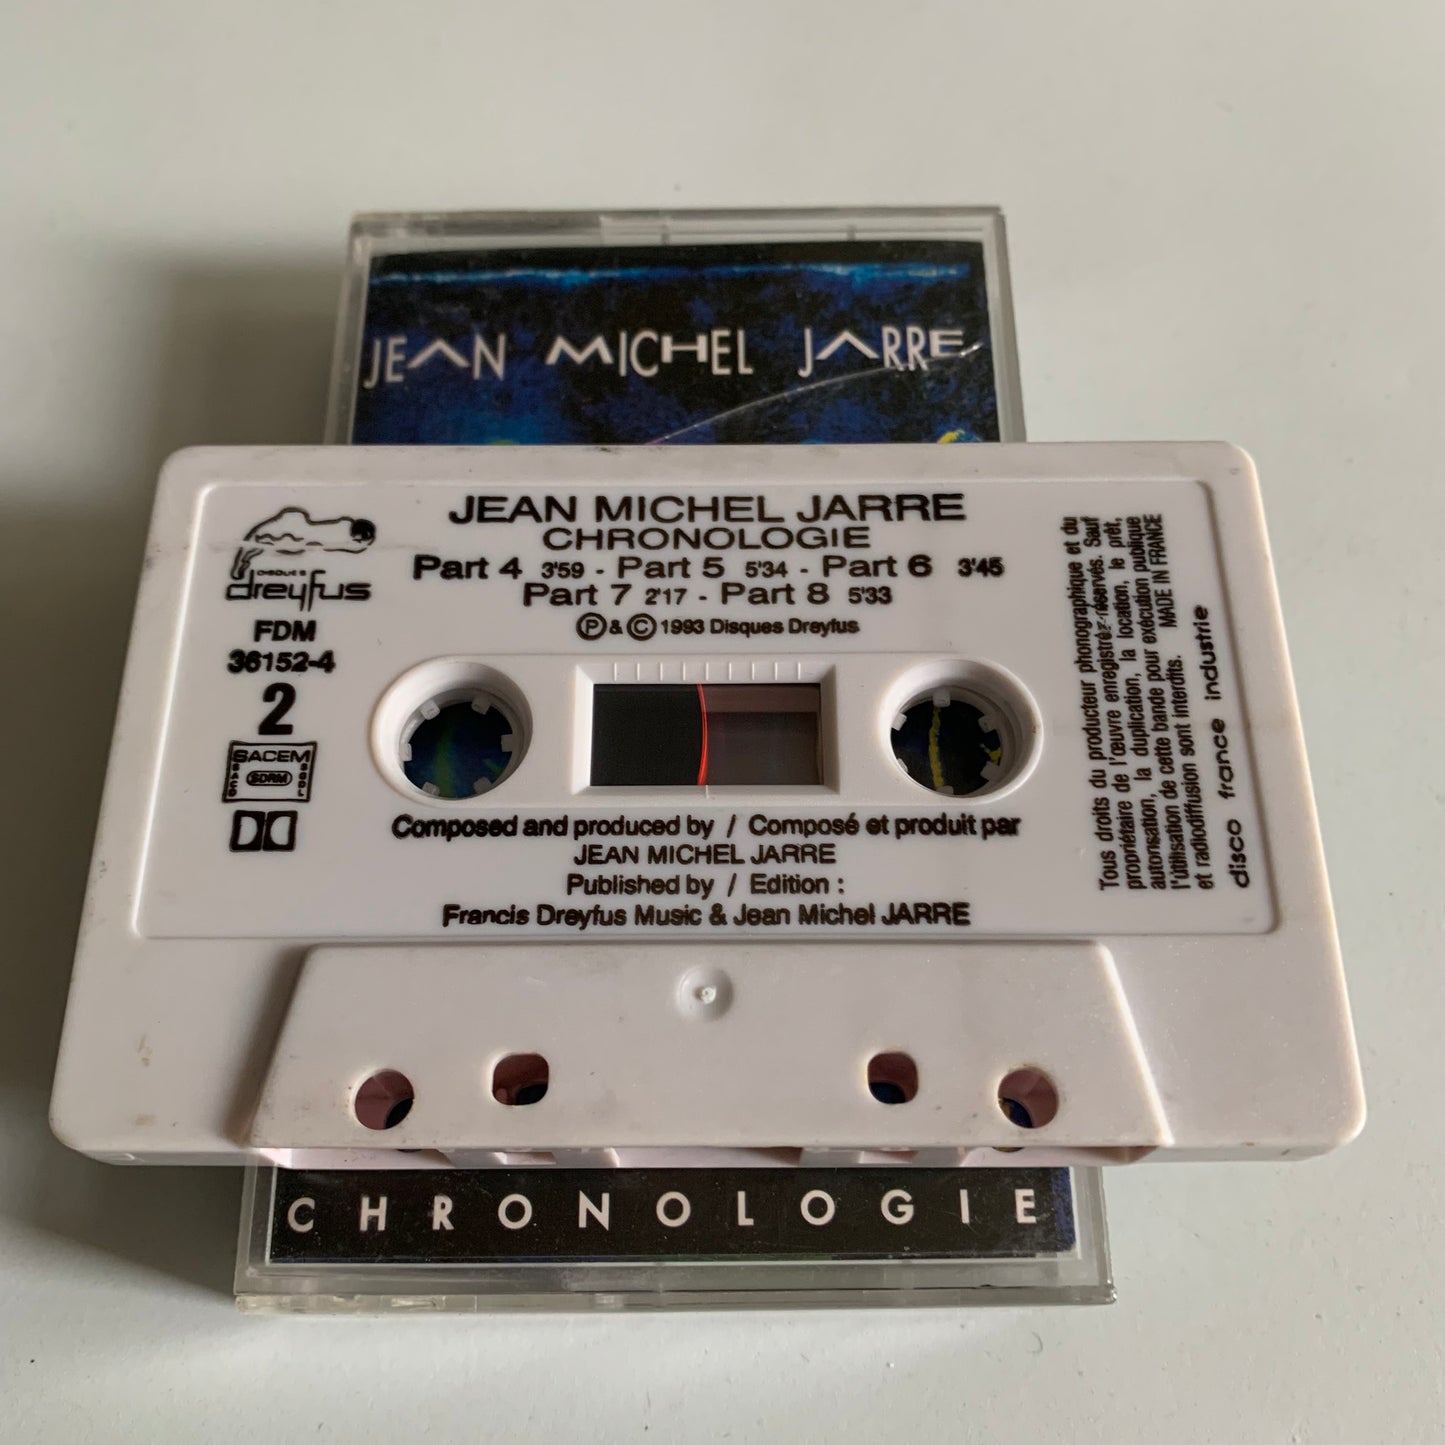 JEAN MICHEL JARRE
JEAN MICHEL JARRE
CHRONOLOGIE
Part 4 3'59 - Part 5 5'34 - Part 6 3'45
Part 7 2'17 - Part 8 5'33
Ⓟ & © 1993 Disques Dreyfus
DISQUES
dreyfus
FDM
36152-4
2
SACEM
SACD
SDRM
SGDL
Composed and produced by / Composé et produit par
JEAN MICHEL JARRE
Published by / Edition :
Francis Dreyfus Music & Jean Michel JARRE
Tous droits du producteur phonographique et du
propriétaire de l'œuvre enregistrée réservés. Sauf
autorisation, la duplication, la location, le prêt,
l'utilisation de cette bande pour exécution publique
et radiodiffusion sont interdits. MADE IN FRANCE
disco france industrie
CHRONOLOGIE